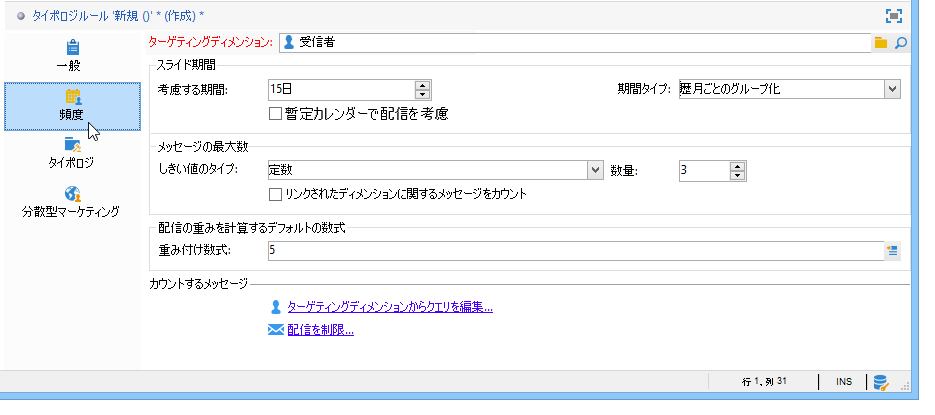 タイポロジルール '新規 ()' * (作成) *
一般
頻度
タイポロジ
分散型マーケティング
ターゲティングディメンション: 受信者
スライド期間
考慮する期間: 15日 期間タイプ: 歴月ごとのグループ化
暫定カレンダーで配信を考慮
メッセージの最大数
しきい値のタイプ: 定数 数量: 3
リンクされたディメンションに関するメッセージをカウント
配信の重みを計算するデフォルトの数式
重み付け数式: 5
カウントするメッセージ
ターゲティングディメンションからクエリを編集...
配信を制限...
行 1, 列 31 INS